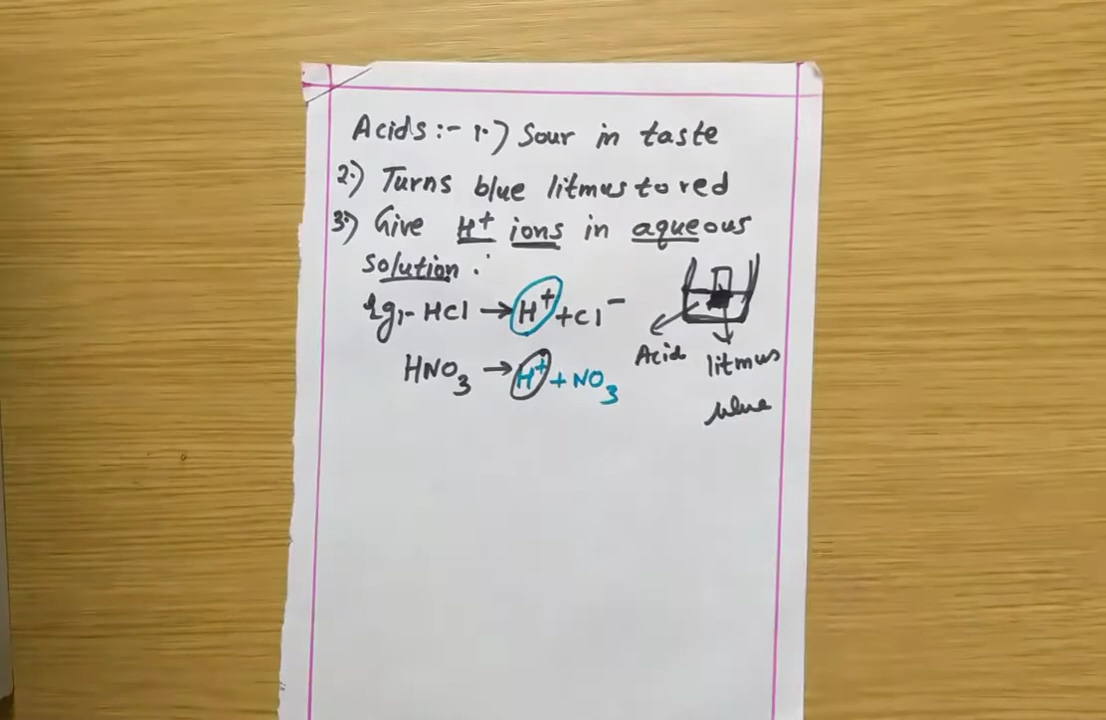 Acids :- 1.) Sour in taste
2.) Turns blue litmus to red
3.) Give H⁺ ions in aqueous
solution.
Eg:- HCl → H⁺ + Cl⁻
Acid
litmus
HNO₃ → H⁺ + NO₃
blue